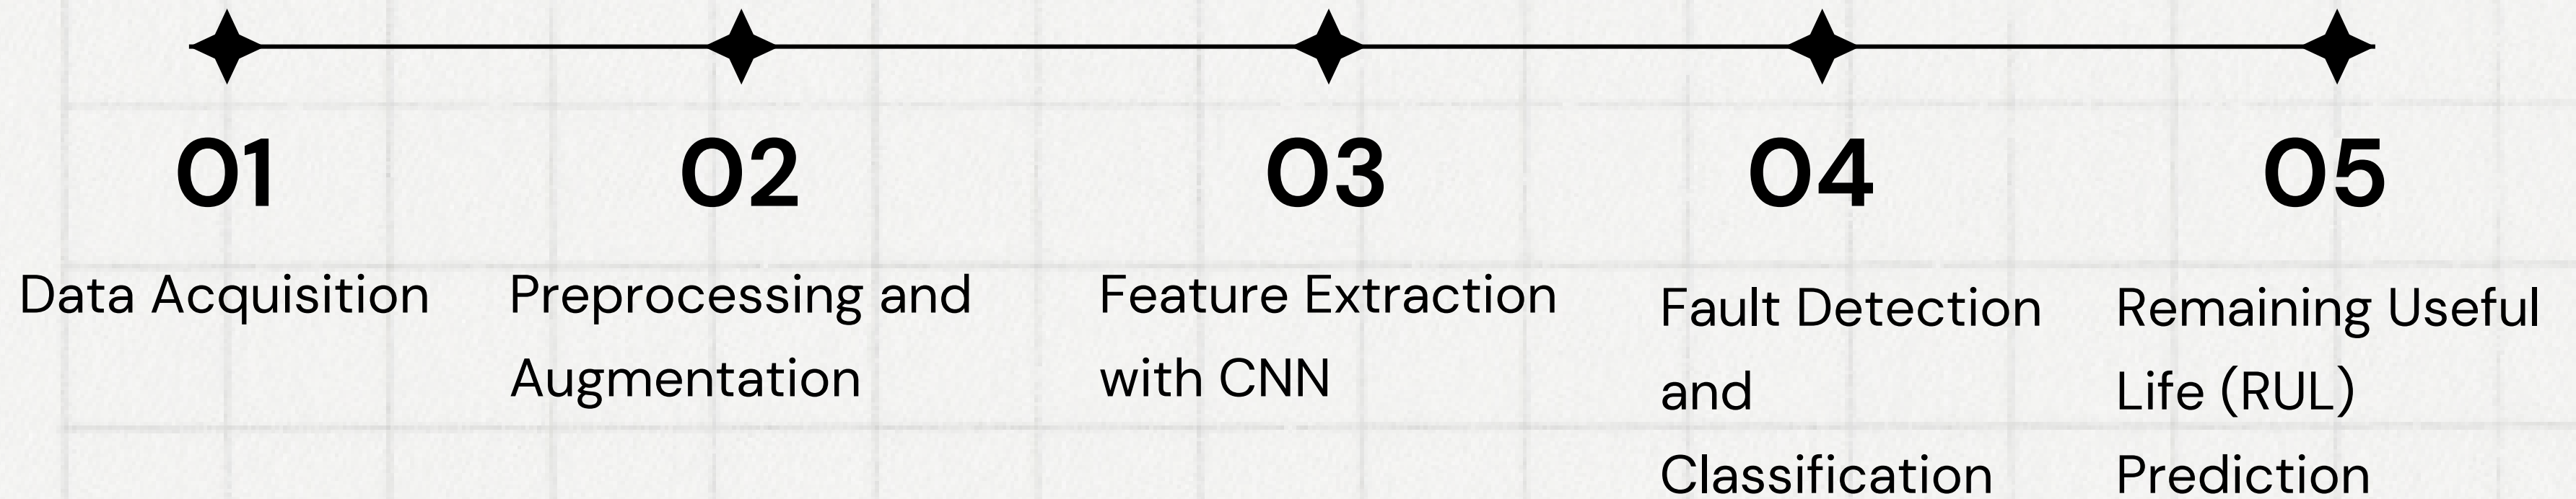 01
Data Acquisition
02
Preprocessing and
Augmentation
03
Feature Extraction
with CNN
04
Fault Detection
and
Classification
05
Remaining Useful
Life (RUL)
Prediction